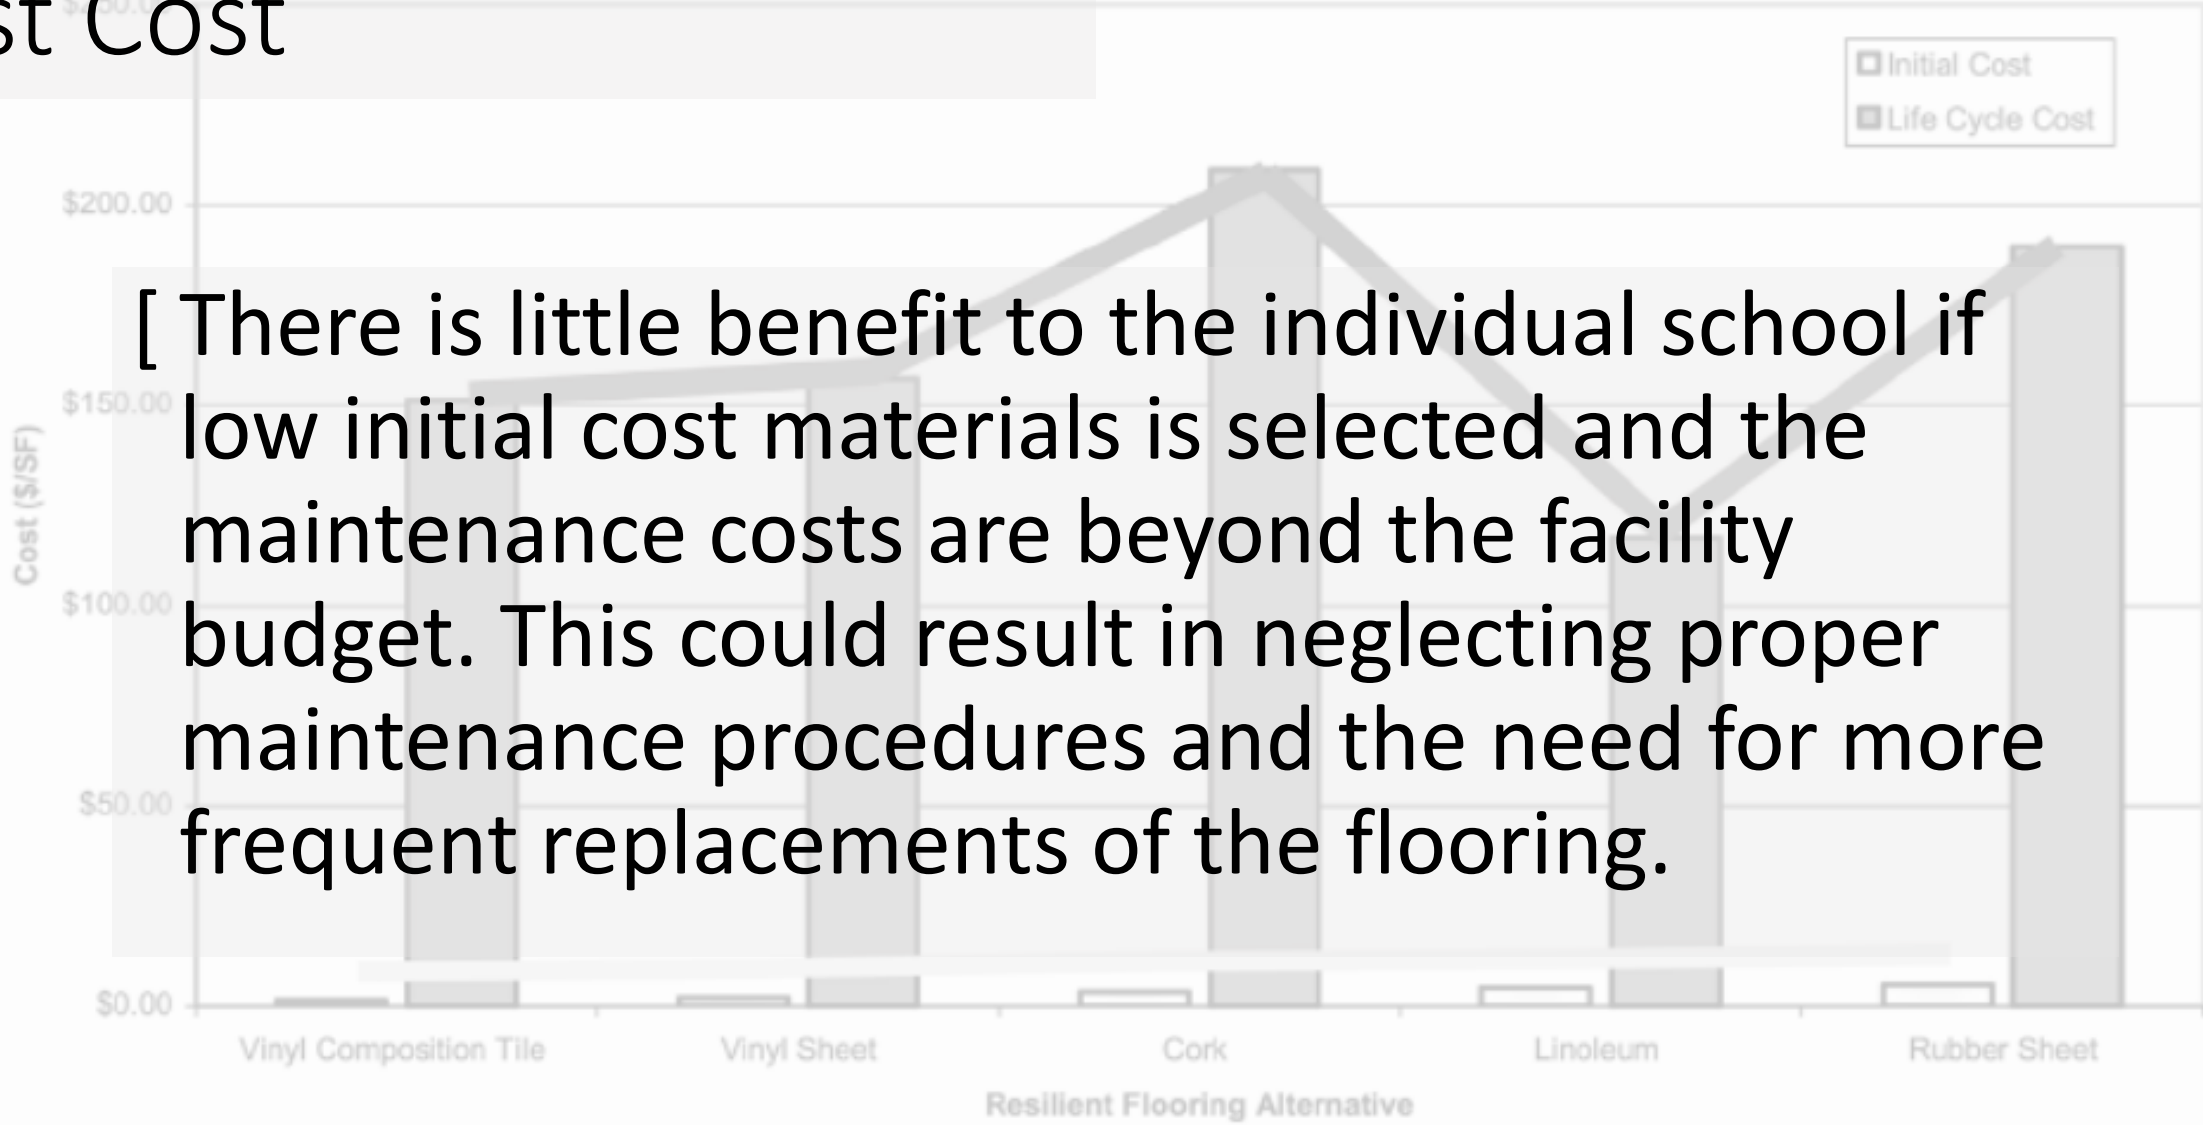 $250.0
st Cost
Initial Cost
Life Cycle Cost
$200.00
$150.00
$100.00
$50.00
$0.00
Cost ($/SF)
[ There is little benefit to the individual school if
low initial cost materials is selected and the
maintenance costs are beyond the facility
budget. This could result in neglecting proper
maintenance procedures and the need for more
frequent replacements of the flooring.
Vinyl Composition Tile
Vinyl Sheet
Cork
Linoleum
Rubber Sheet
Resilient Flooring Alternative